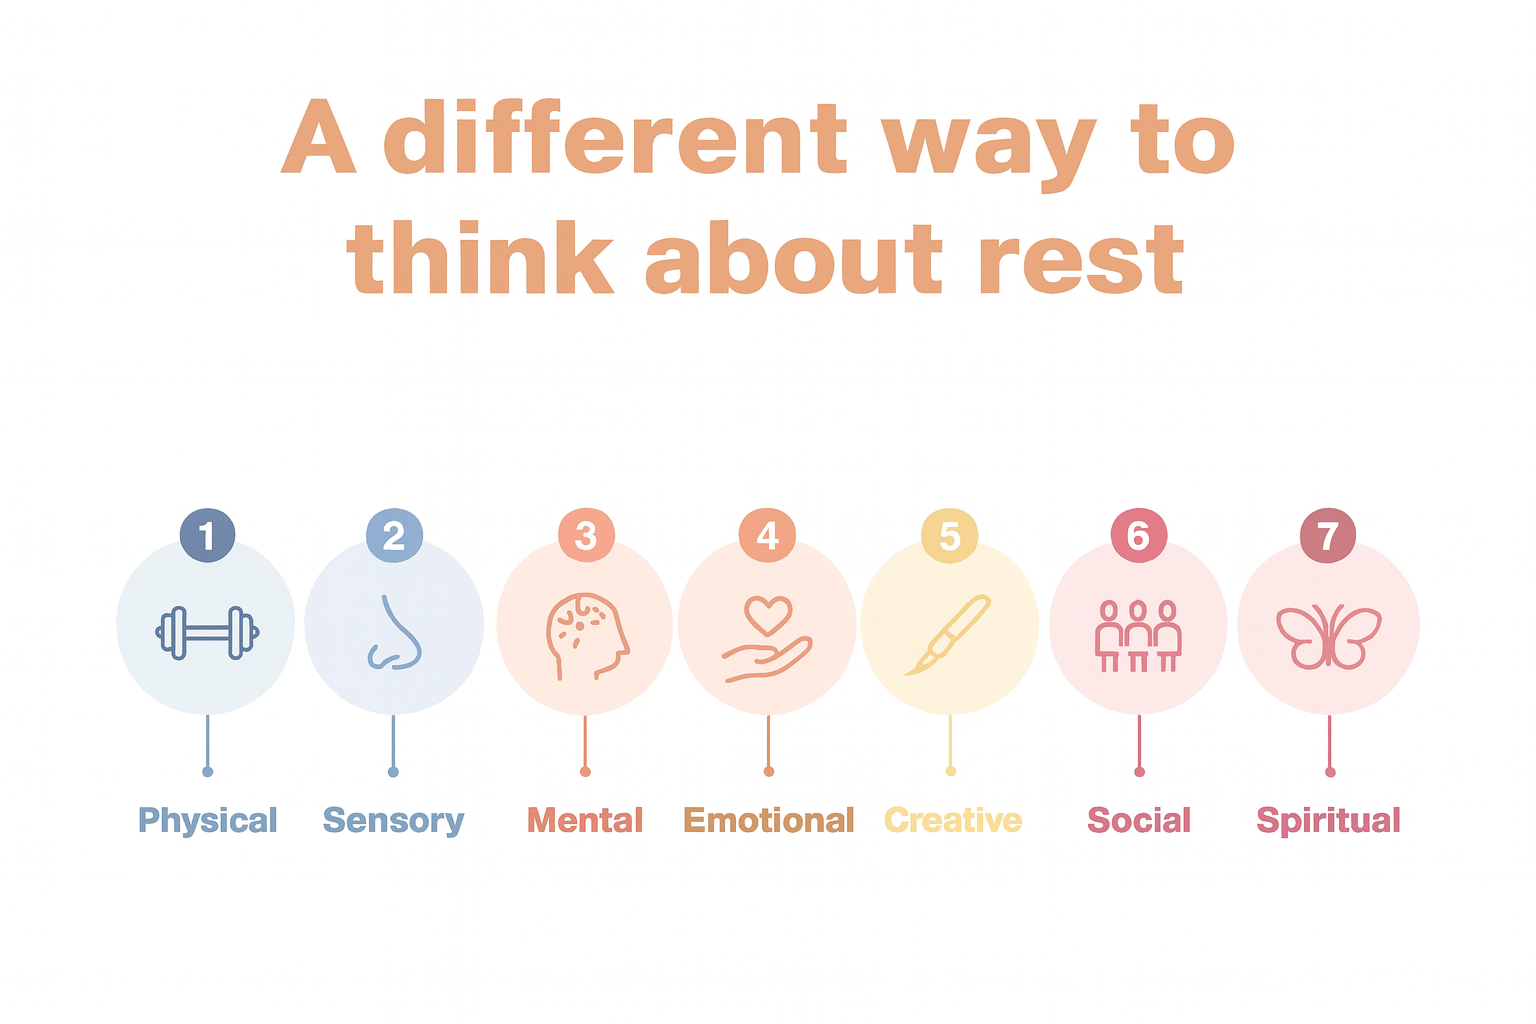 A different way to
think about rest
1 2 3 4 5 6 7
Physical Sensory Mental Emotional Creative Social Spiritual